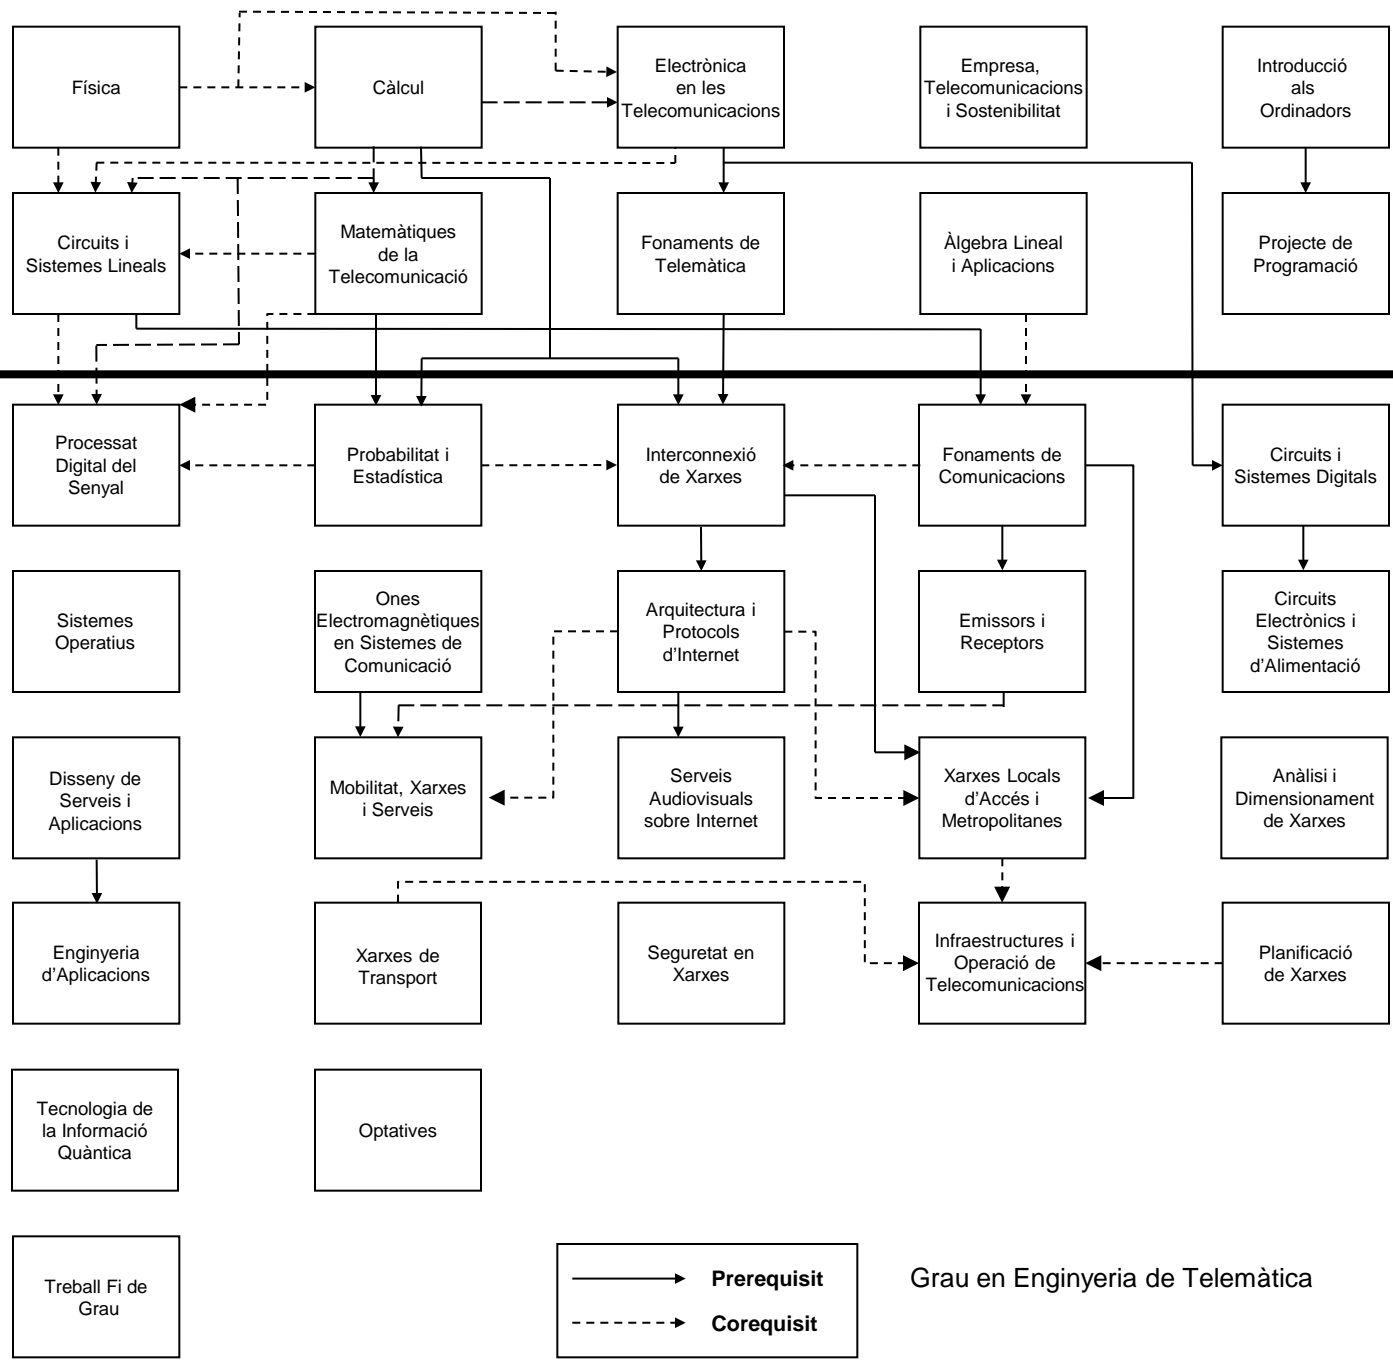 Física
Càlcul
Electrònica
en les
Telecomunicacions
Empresa,
Telecomunicacions
i Sostenibilitat
Introducció
als
Ordinadors
Circuits i
Sistemes Lineals
Matemàtiques
de la
Telecomunicació
Fonaments de
Telemàtica
Àlgebra Lineal
i Aplicacions
Projecte de
Programació
Processat
Digital del
Senyal
Probabilitat i
Estadística
Interconnexió
de Xarxes
Fonaments de
Comunicacions
Circuits i
Sistemes Digitals
Sistemes
Operatius
Ones
Electromagnètiques
en Sistemes de
Comunicació
Arquitectura i
Protocols
d’Internet
Emissors i
Receptors
Circuits
Electrònics i
Sistemes
d’Alimentació
Disseny de
Serveis i
Aplicacions
Mobilitat, Xarxes
i Serveis
Serveis
Audiovisuals
sobre Internet
Xarxes Locals
d’Accés i
Metropolitanes
Anàlisi i
Dimensionament
de Xarxes
Enginyeria
d’Aplicacions
Xarxes de
Transport
Seguretat en
Xarxes
Infraestructures i
Operació de
Telecomunicacions
Planificació
de Xarxes
Tecnologia de
la Informació
Quàntica
Optatives
Treball Fi de
Grau
Prerequisit
Corequisit
Grau en Enginyeria de Telemàtica